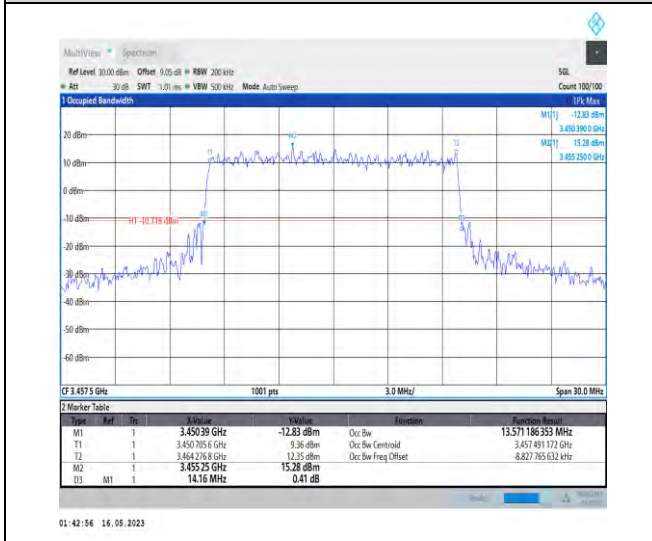 MultiView Spectrum
Ref Level 30.00 dBm Offset 9.05 dB RBW 200 kHz SGL
Att 30 dB SWT 1.01 ms VBW 500 kHz Mode Auto Sweep Count 100/100
1 Occupied Bandwidth 1Pk Max
M1[1] -12.83 dBm
3.450 390 0 GHz
M2[1] 15.28 dBm
3.455 250 0 GHz
20 dBm
M2
T1
T2
10 dBm
0 dBm
-10 dBm
H1 -10.719 dBm
M1
D3
-20 dBm
-30 dBm
-40 dBm
-50 dBm
-60 dBm
CF 3.457 5 GHz 1001 pts 3.0 MHz/ Span 30.0 MHz
2 Marker Table
Type Ref Trc X-Value Y-Value Function Function Result
M1 1 3.450 39 GHz -12.83 dBm Occ Bw 13.571 186 353 MHz
T1 1 3.450 705 6 GHz 9.36 dBm Occ Bw Centroid 3.457 491 172 GHz
T2 1 3.464 276 8 GHz 12.35 dBm Occ Bw Freq Offset -8.827 765 632 kHz
M2 1 3.455 25 GHz 15.28 dBm
D3 M1 1 14.16 MHz 0.41 dB
01:42:56 16.05.2023